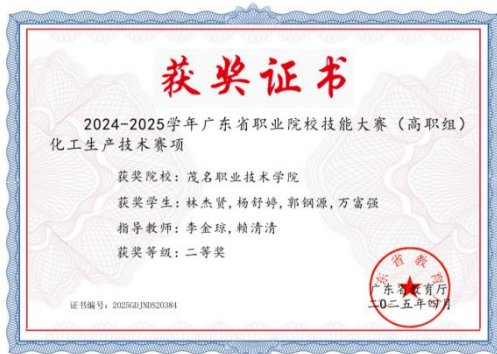 获奖证书
2024-2025学年广东省职业院校技能大赛（高职组）
化工生产技术赛项
获奖院校：茂名职业技术学院
获奖学生：林杰贤,杨舒婷,郭钢源,万富强
指导教师：李金琼,赖清清
获奖等级：二等奖
广东省教育厅
证书编号：2025GDJNDS20384
二〇二五年四月